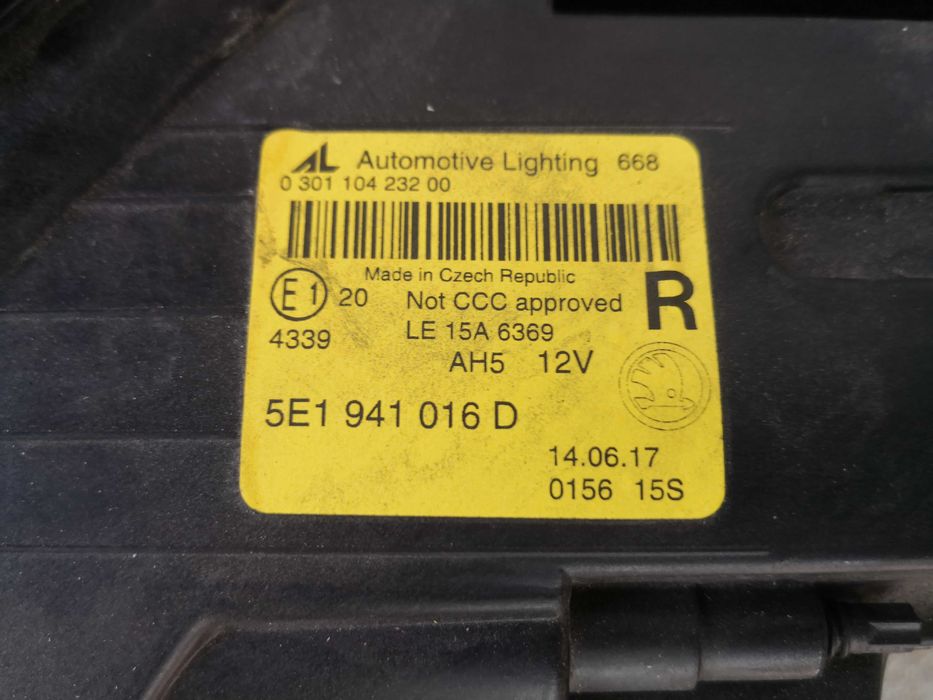 AL Automotive Lighting 668
0 301 104 232 00
Made in Czech Republic
E1 20 Not CCC approved R
4339 LE 15A 6369
AH5 12V
5E1 941 016 D
14.06.17
0156 15S